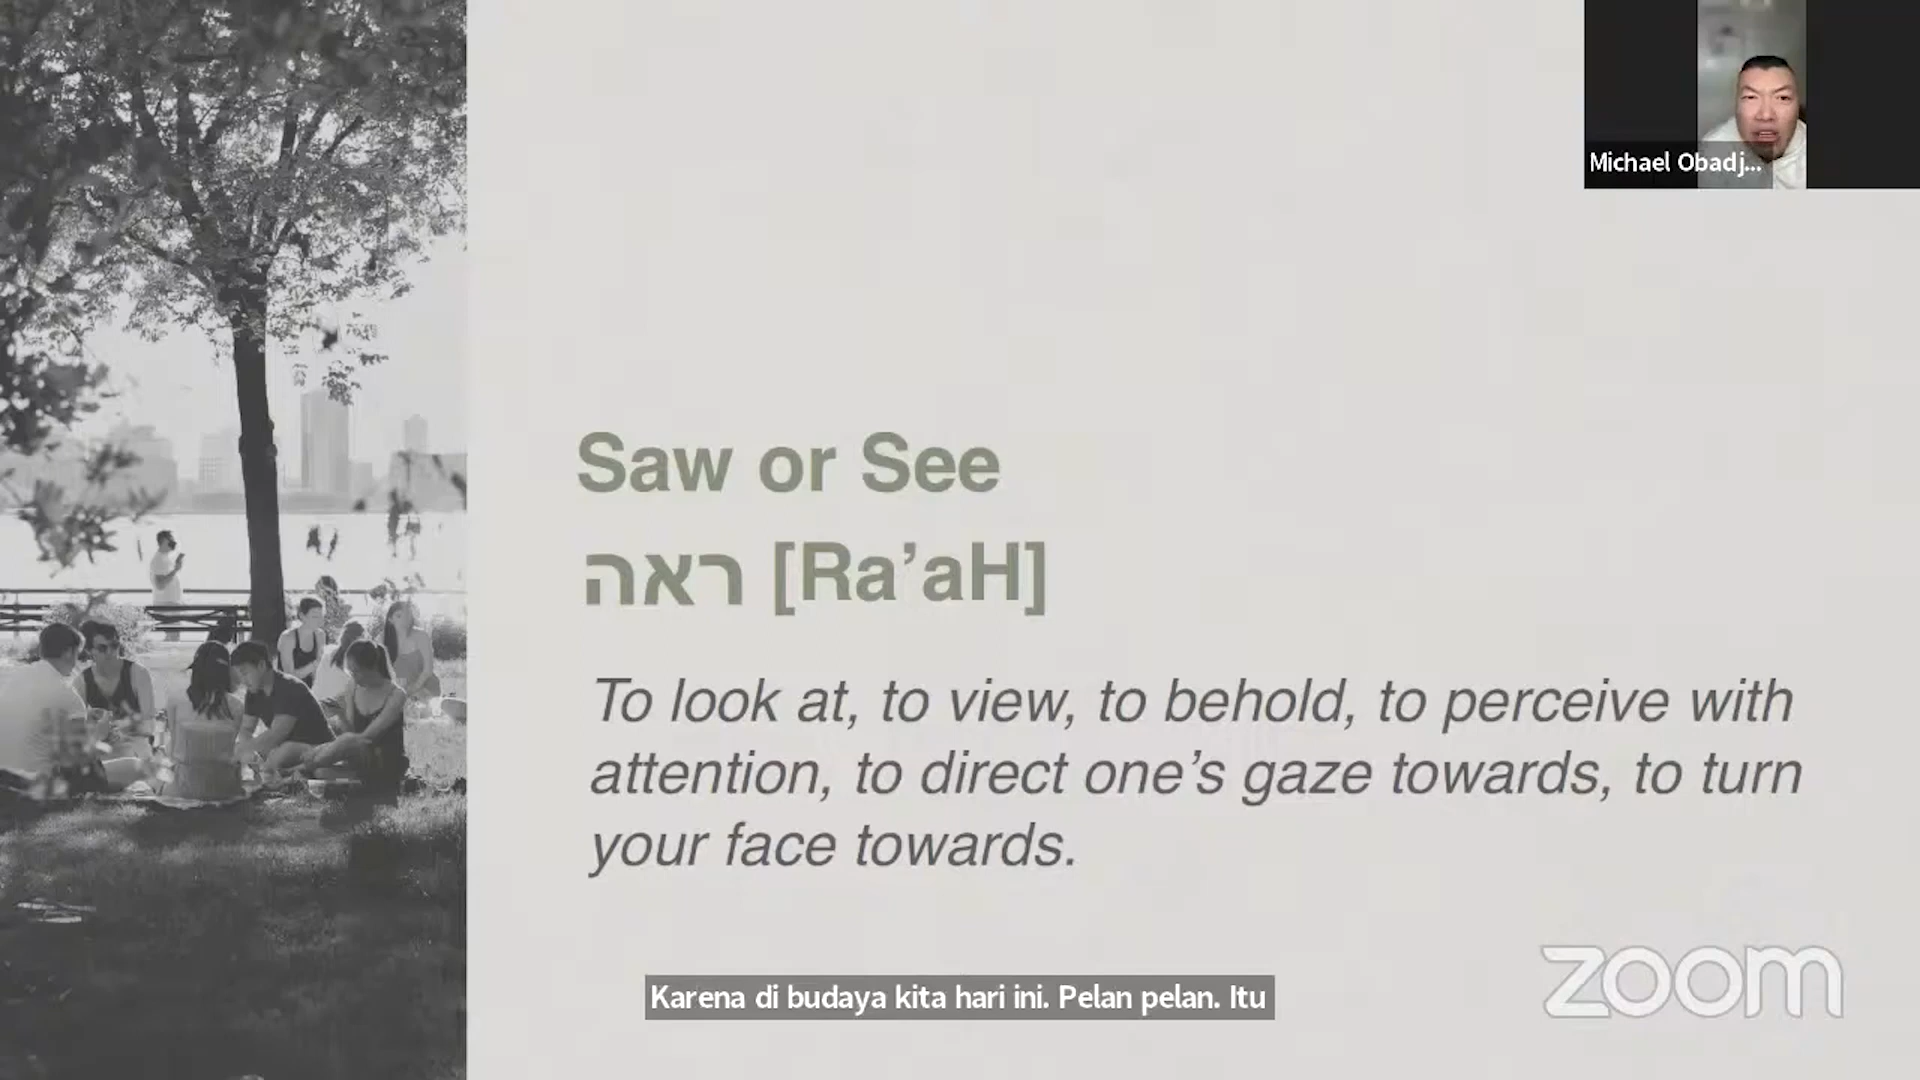 Michael Obadj...
Saw or See
ראה [Ra’aH]
To look at, to view, to behold, to perceive with
attention, to direct one’s gaze towards, to turn
your face towards.
Karena di budaya kita hari ini. Pelan pelan. Itu
zoom